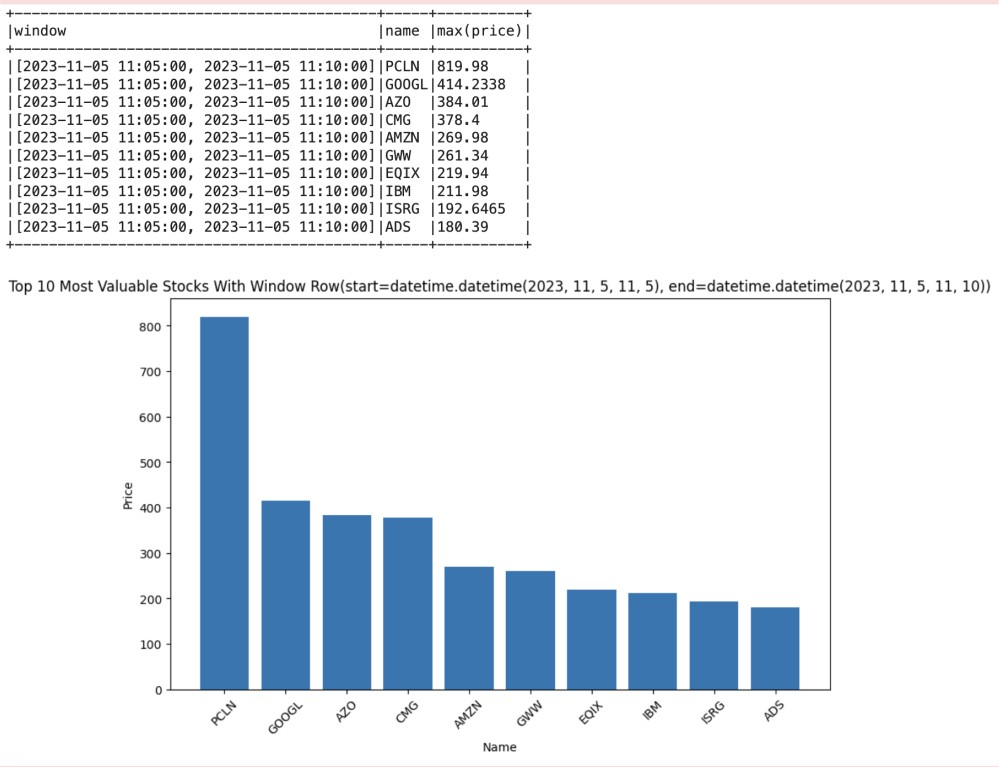 +------------------------------------------+-----+----------+
|window                                    |name |max(price)|
+------------------------------------------+-----+----------+
|[2023-11-05 11:05:00, 2023-11-05 11:10:00]|PCLN |819.98    |
|[2023-11-05 11:05:00, 2023-11-05 11:10:00]|GOOGL|414.2338  |
|[2023-11-05 11:05:00, 2023-11-05 11:10:00]|AZO  |384.01    |
|[2023-11-05 11:05:00, 2023-11-05 11:10:00]|CMG  |378.4     |
|[2023-11-05 11:05:00, 2023-11-05 11:10:00]|AMZN |269.98    |
|[2023-11-05 11:05:00, 2023-11-05 11:10:00]|GWW  |261.34    |
|[2023-11-05 11:05:00, 2023-11-05 11:10:00]|EQIX |219.94    |
|[2023-11-05 11:05:00, 2023-11-05 11:10:00]|IBM  |211.98    |
|[2023-11-05 11:05:00, 2023-11-05 11:10:00]|ISRG |192.6465  |
|[2023-11-05 11:05:00, 2023-11-05 11:10:00]|ADS  |180.39    |
+------------------------------------------+-----+----------+
Top 10 Most Valuable Stocks With Window Row(start=datetime.datetime(2023, 11, 5, 11, 5), end=datetime.datetime(2023, 11, 5, 11, 10))
800
700
600
500
400
300
200
100
0
Price
PCLN GOOGL AZO CMG AMZN GWW EQIX IBM ISRG ADS
Name